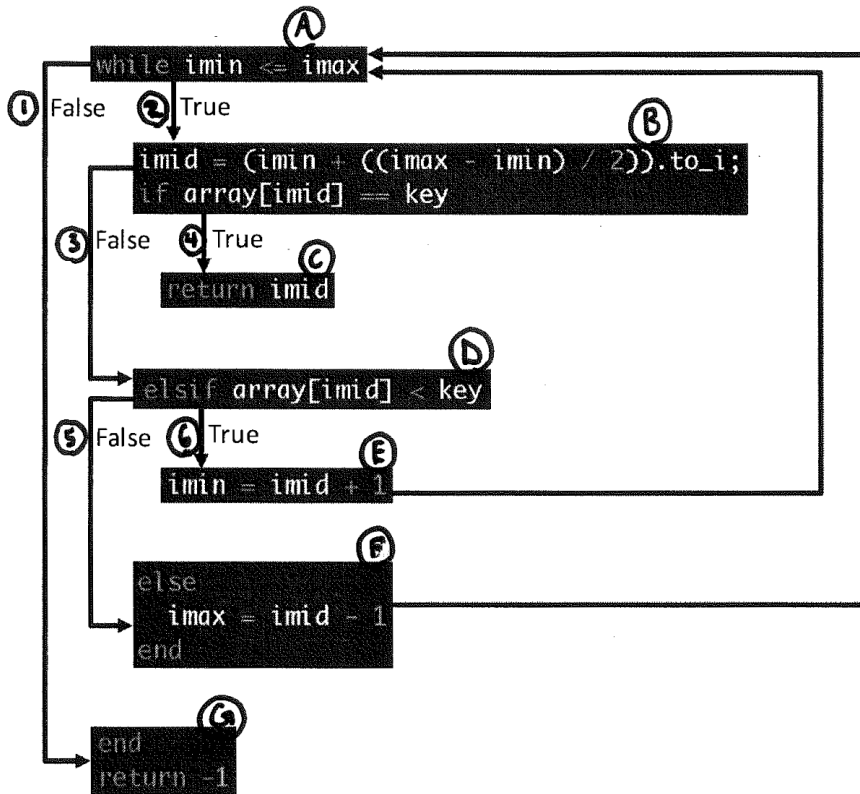 A
while imin <= imax
1 False 2 True
B
imid = (imin + ((imax - imin) / 2)).to_i;
if array[imid] == key
3 False 4 True
C
return imid
D
elsif array[imid] < key
5 False 6 True
E
imin = imid + 1
F
else
imax = imid - 1
end
G
end
return -1